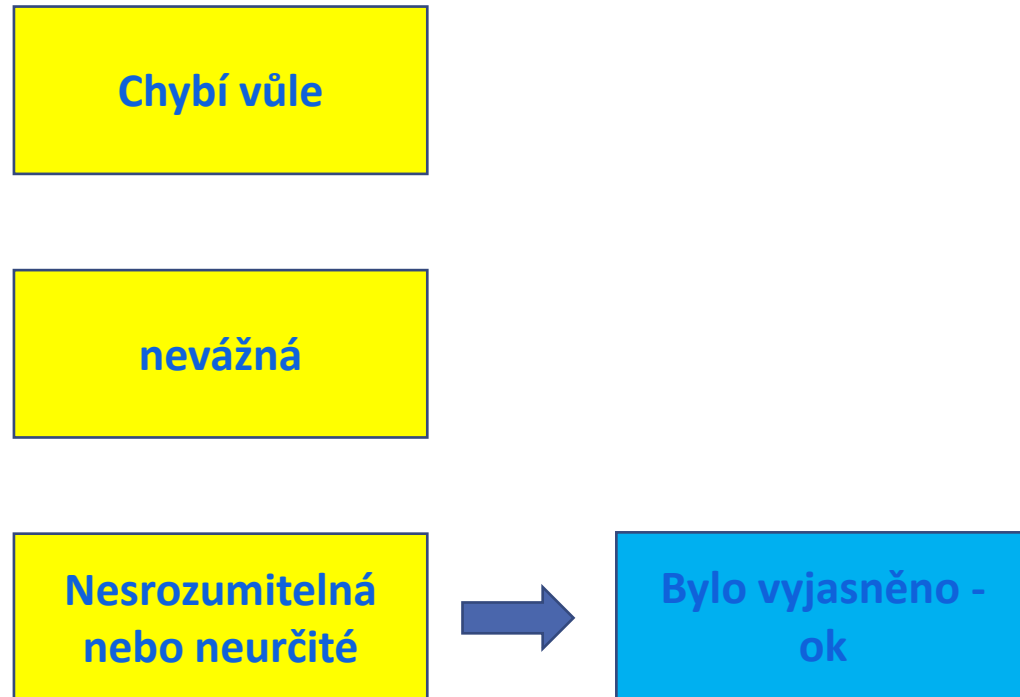 Chybí vůle
nevážná
Nesrozumitelná
nebo neurčité
Bylo vyjasněno -
ok